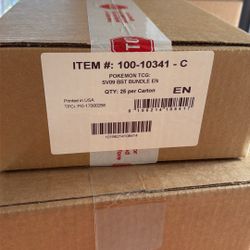 ITEM #: 100-10341 - C
POKEMON TCG:
SV09 BST BUNDLE EN
QTY: 25 per Carton
EN
Printed in USA